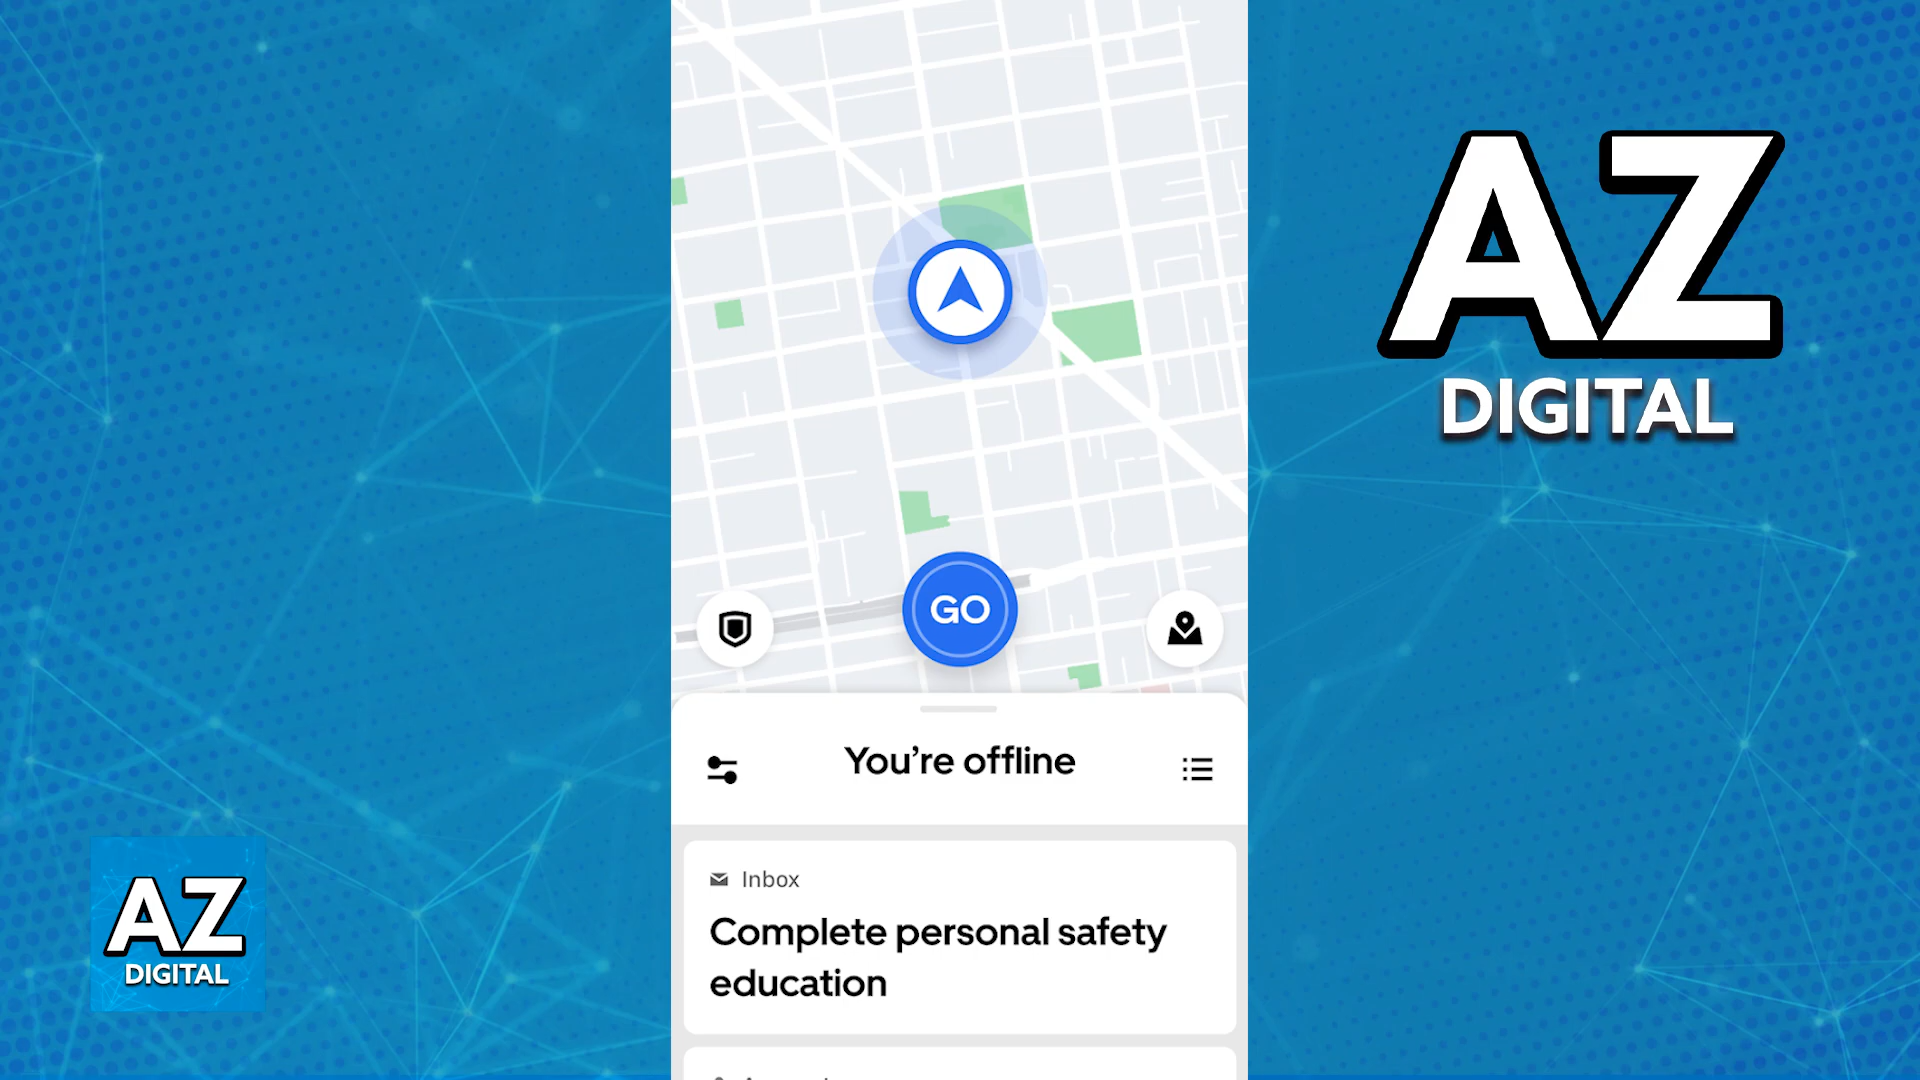 AZ
DIGITAL
GO
You're offline
Inbox
Complete personal safety
education
AZ
DIGITAL